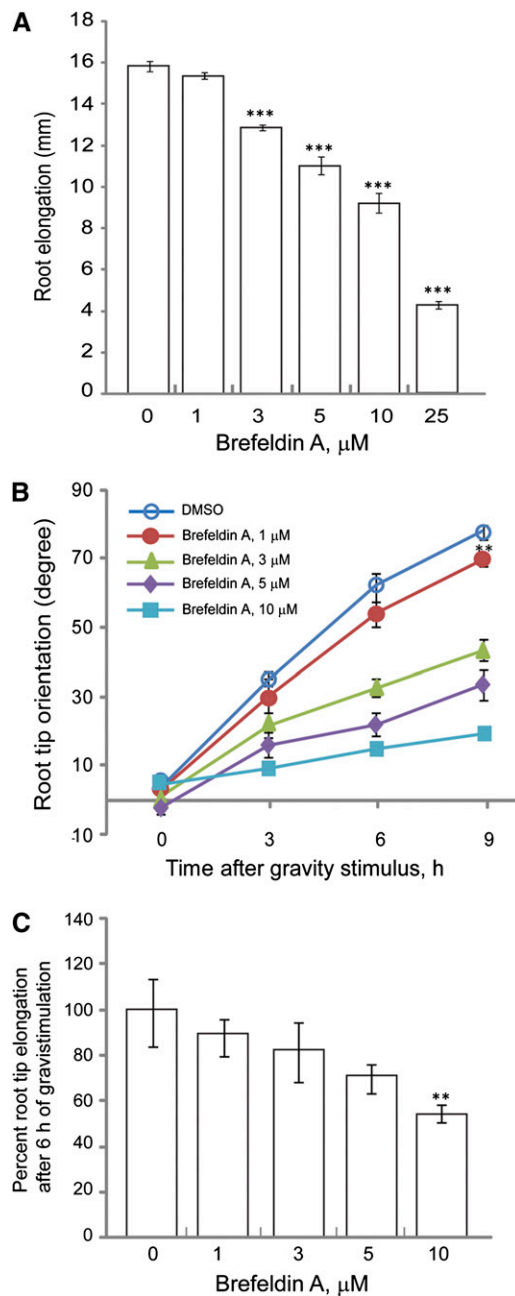 A
18
16
14
12
10
8
6
4
2
0
Root elongation (mm)
***
***
***
***
0 1 3 5 10 25
Brefeldin A, µM
B
90
70
50
30
10
-10
Root tip orientation (degree)
DMSO
Brefeldin A, 1 µM
Brefeldin A, 3 µM
Brefeldin A, 5 µM
Brefeldin A, 10 µM
**
0 3 6 9
Time after gravity stimulus, h
C
140
120
100
80
60
40
20
0
Percent root tip elongation
after 6 h of gravistimulation
**
0 1 3 5 10
Brefeldin A, µM